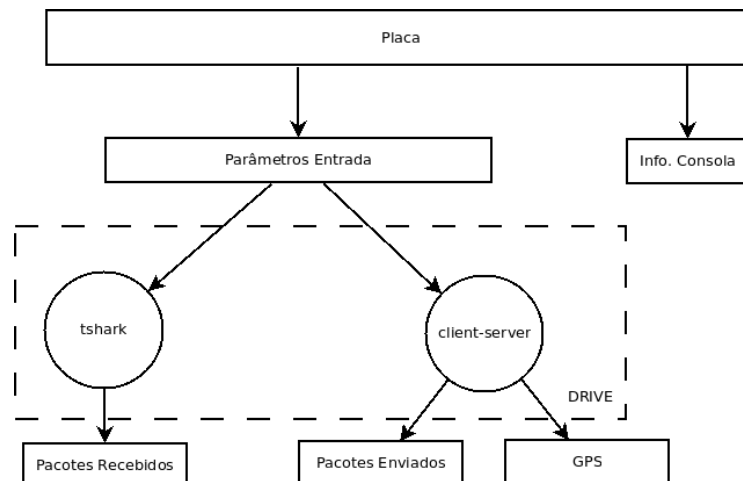 Placa
Parâmetros Entrada
Info. Consola
tshark
client-server
DRIVE
Pacotes Recebidos
Pacotes Enviados
GPS